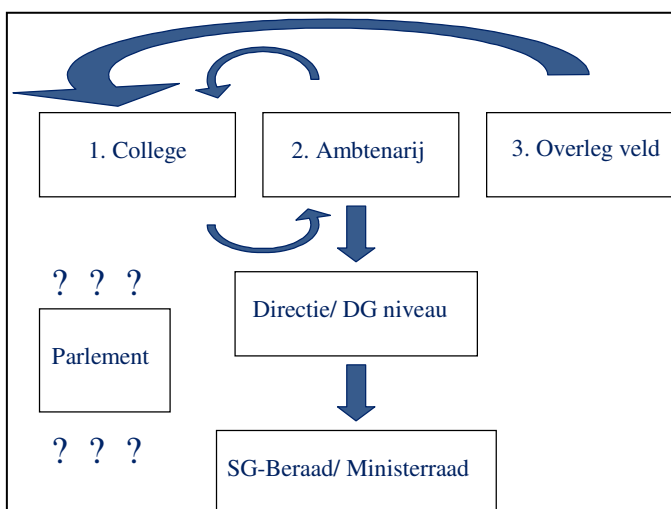 1. College
2. Ambtenarij
3. Overleg veld
? ? ?
Directie/ DG niveau
Parlement
? ? ?
SG-Beraad/ Ministerraad